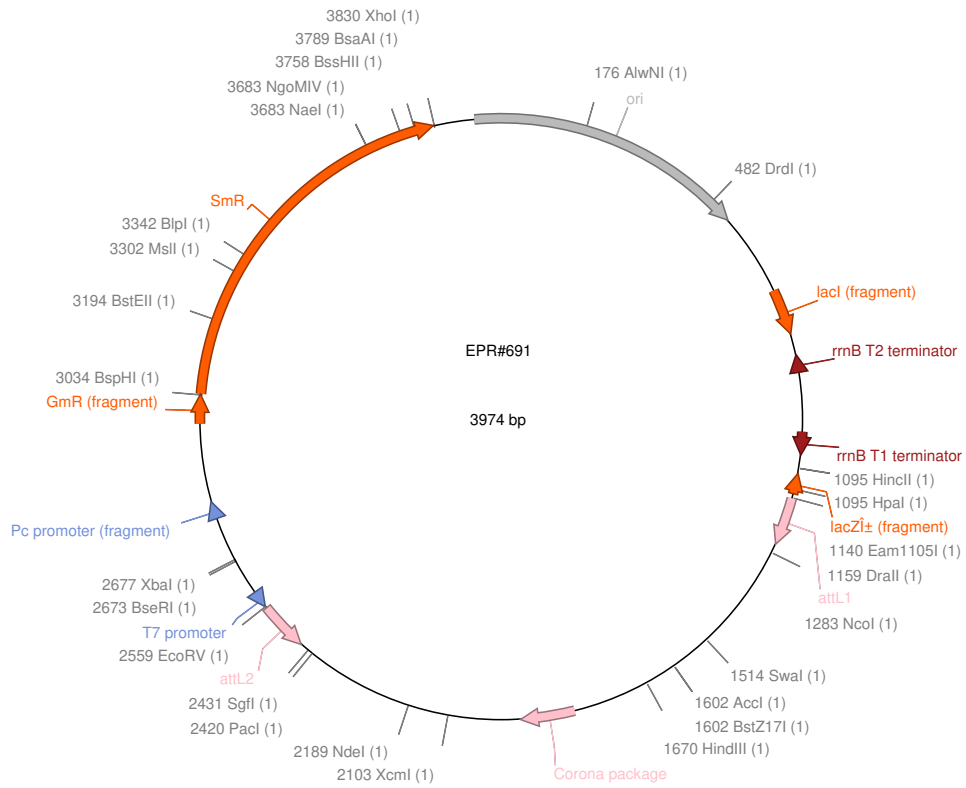 3830 XhoI (1)
3789 BsaAI (1)
3758 BssHII (1)
3683 NgoMIV (1)
3683 NaeI (1)
176 AlwNI (1)
ori
482 DrdI (1)
SmR
3342 BlpI (1)
3302 MslI (1)
3194 BstEII (1)
3034 BspHI (1)
GmR (fragment)
Pc promoter (fragment)
2677 XbaI (1)
2673 BseRI (1)
T7 promoter
2559 EcoRV (1)
attL2
2431 SgfI (1)
2420 PacI (1)
2189 NdeI (1)
2103 XcmI (1)
EPR#691
3974 bp
lacI (fragment)
rrnB T2 terminator
rrnB T1 terminator
1095 HincII (1)
1095 HpaI (1)
lacZÎ± (fragment)
1140 Eam1105I (1)
1159 DraII (1)
attL1
1283 NcoI (1)
1514 SwaI (1)
1602 AccI (1)
1602 BstZ17I (1)
1670 HindIII (1)
Corona package